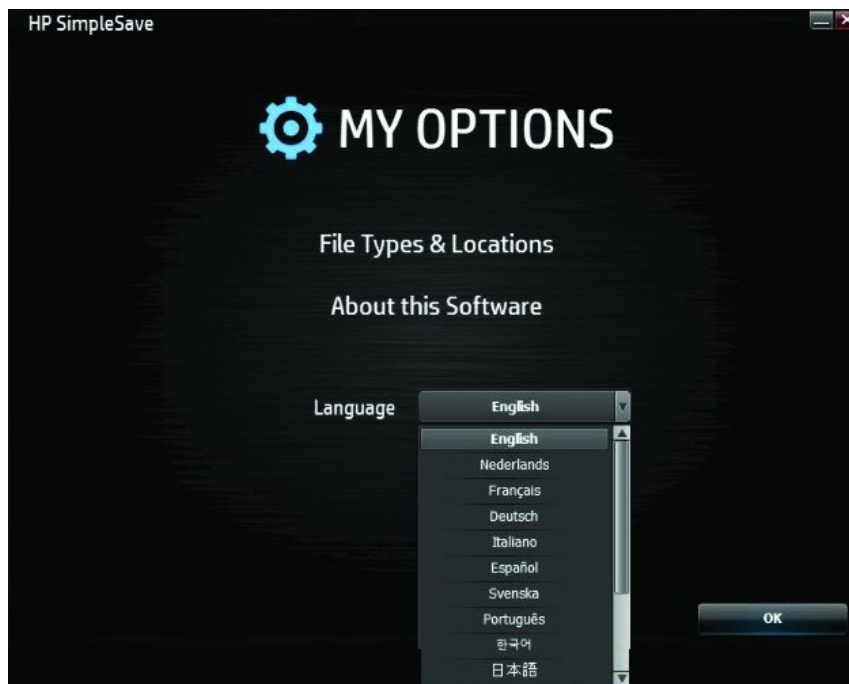 HP SimpleSave
MY OPTIONS
File Types & Locations
About this Software
Language English
English
Nederlands
Français
Deutsch
Italiano
Español
Svenska
Português
한국어
日本語
OK